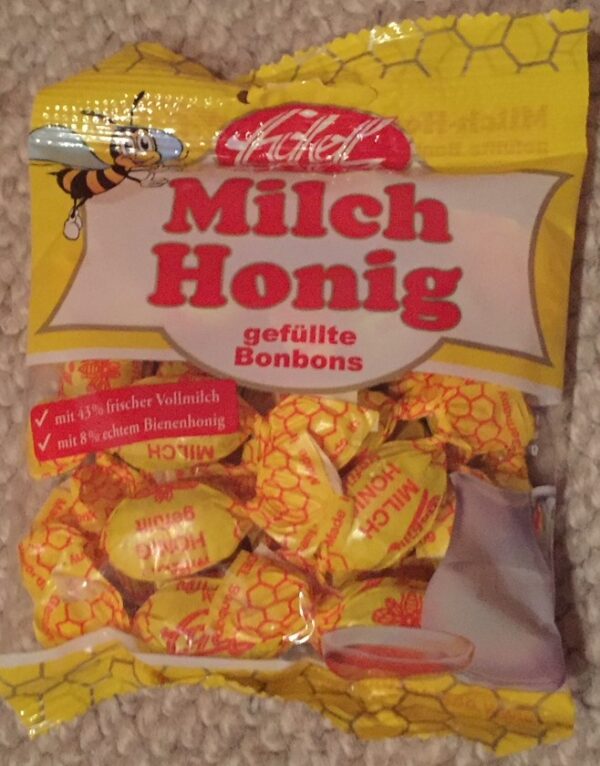 Edel
Milch
Honig
gefüllte
Bonbons
✓ mit 43% frischer Vollmilch
✓ mit 8% echtem Bienenhonig
MILCH
MILCH
HONIG
HONIG
gefüllt